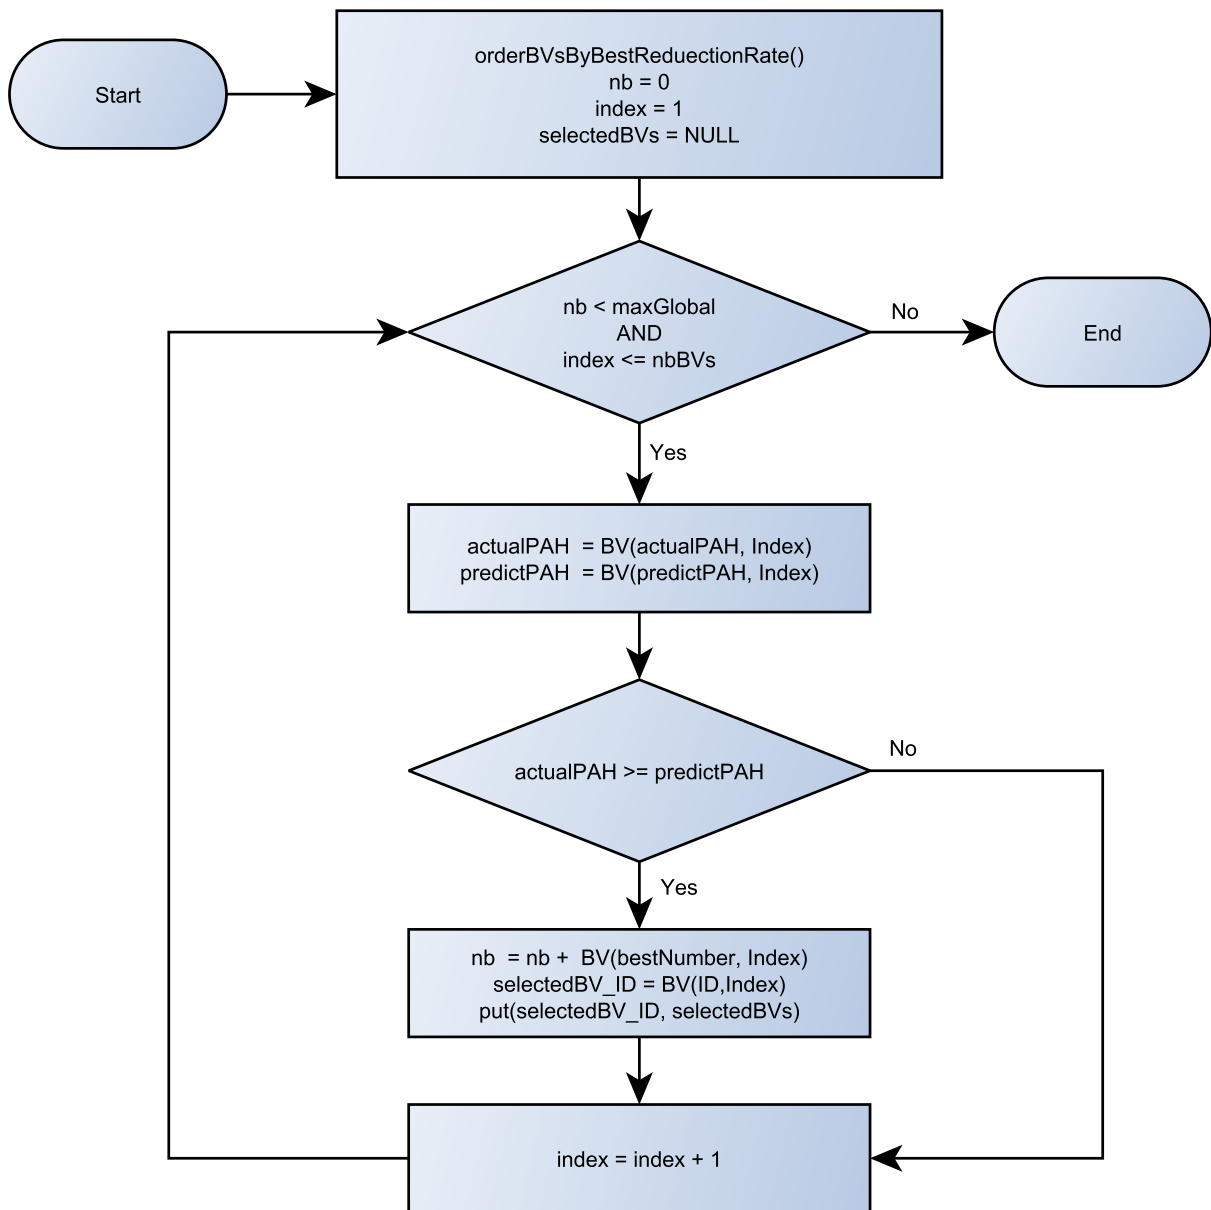 Start
orderBVsByBestReduectionRate()
nb = 0
index = 1
selectedBVs = NULL
nb < maxGlobal
AND
index <= nbBVs
No
End
Yes
actualPAH  = BV(actualPAH, Index)
predictPAH  = BV(predictPAH, Index)
actualPAH >= predictPAH
No
Yes
nb  = nb +  BV(bestNumber, Index)
selectedBV_ID = BV(ID,Index)
put(selectedBV_ID, selectedBVs)
index = index + 1